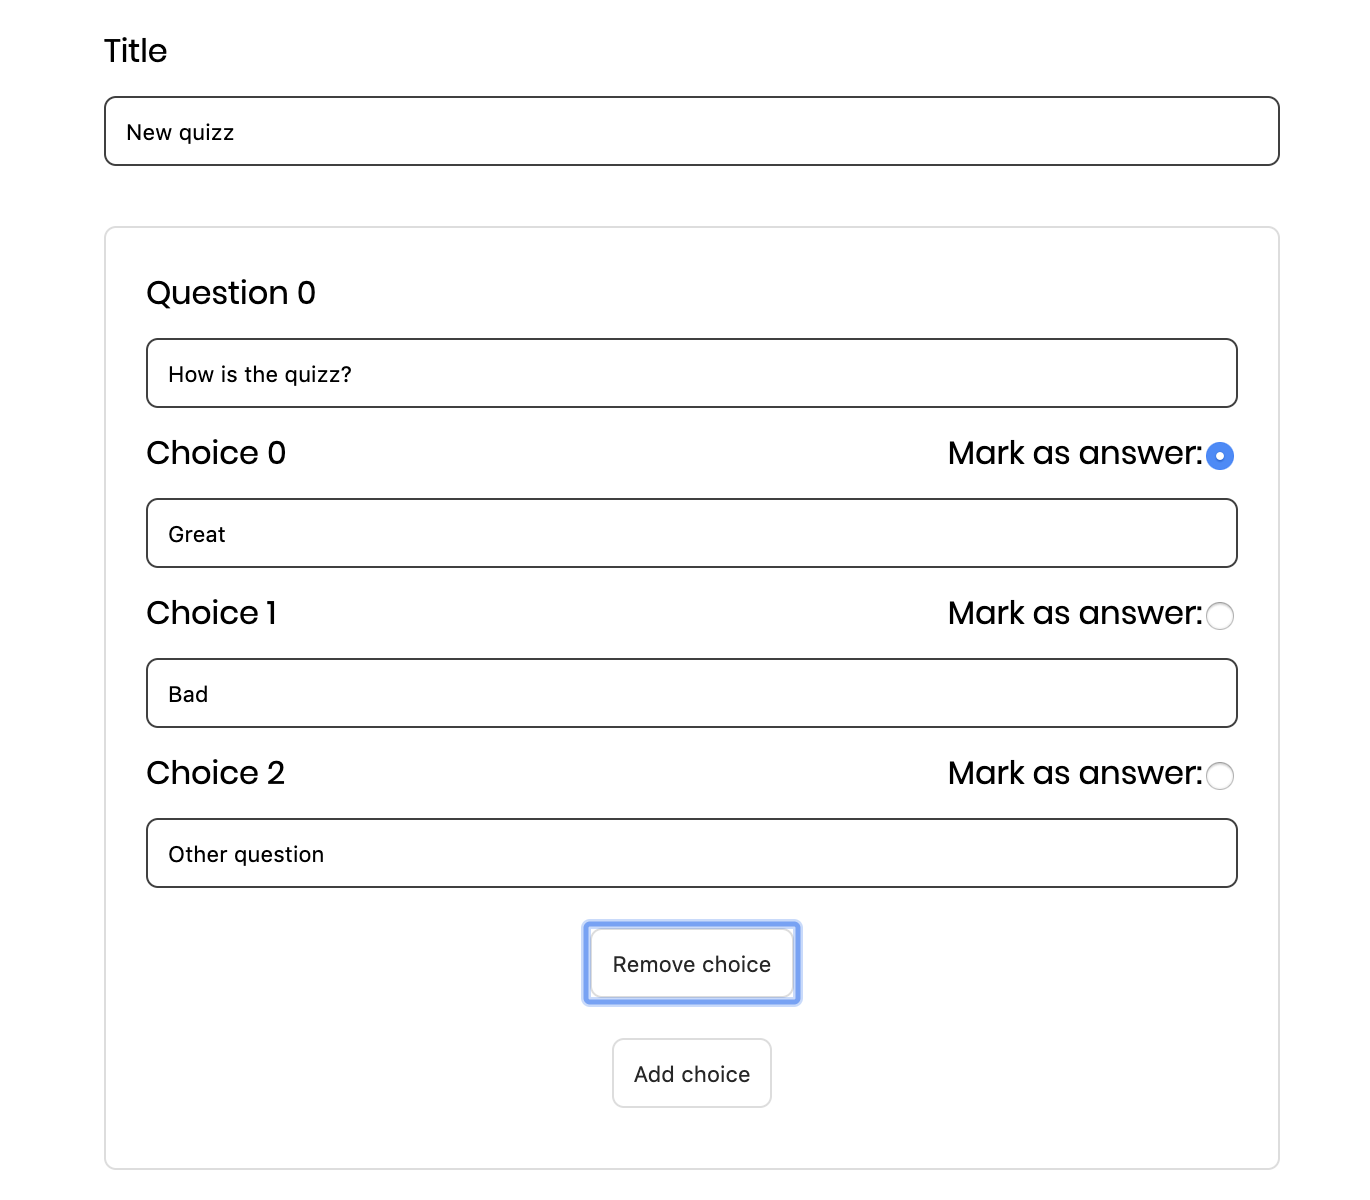 Title
New quizz
Question 0
How is the quizz?
Choice 0 Mark as answer:
Great
Choice 1 Mark as answer:
Bad
Choice 2 Mark as answer:
Other question
Remove choice
Add choice